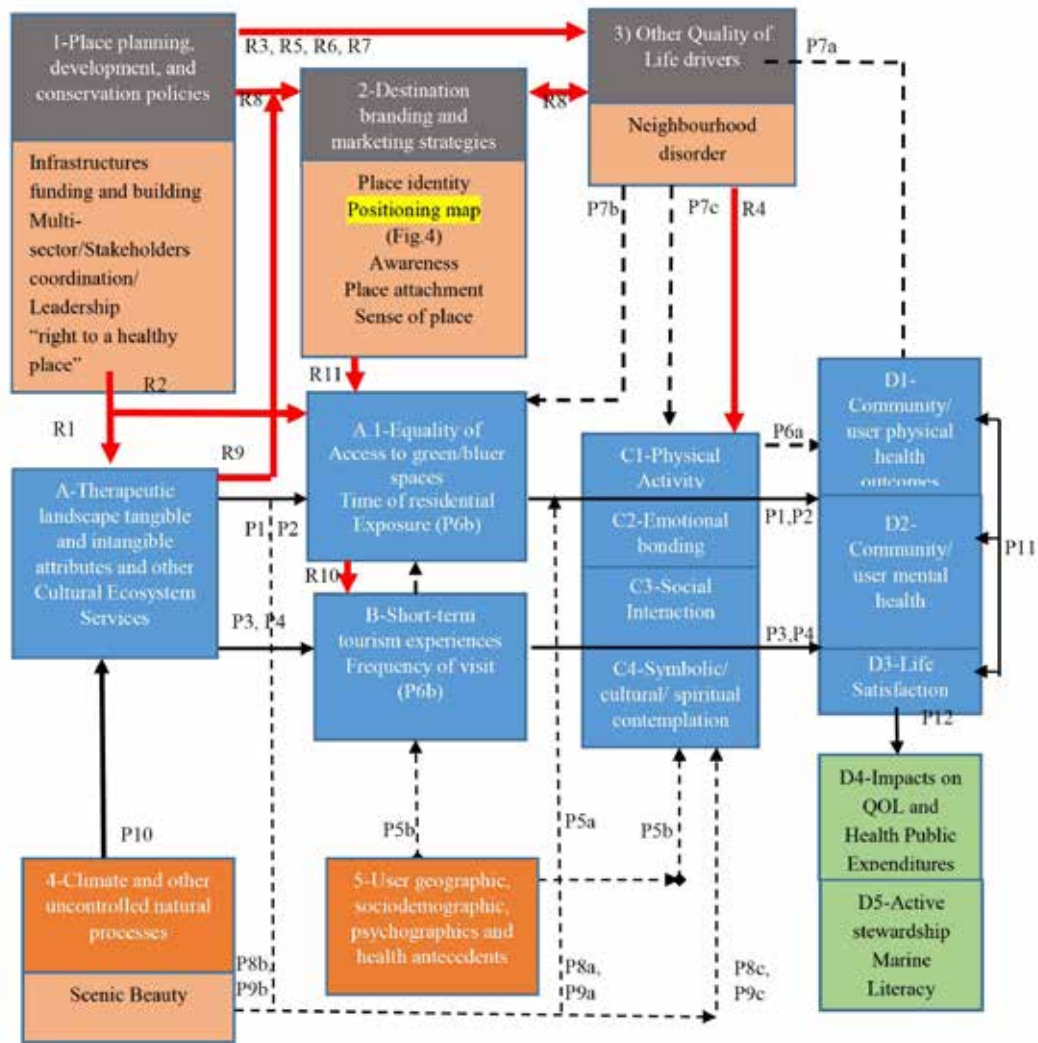 1-Place planning,
development, and
conservation policies
Infrastructures
funding and building
Multi-
sector/Stakeholders
coordination/
Leadership
“right to a healthy
place”
R3, R5, R6, R7
R8
2-Destination
branding and
marketing strategies
Place identity
Positioning map
(Fig.4)
Awareness
Place attachment
Sense of place
R8
3) Other Quality of
Life drivers
Neighbourhood
disorder
P7a
P7b
P7c
R4
R2
R1
R9
R11
A-Therapeutic
landscape tangible
and intangible
attributes and other
Cultural Ecosystem
Services
P1, P2
P3, P4
A.1-Equality of
Access to green/bluer
spaces
Time of residential
Exposure (P6b)
R10
B-Short-term
tourism experiences
Frequency of visit
(P6b)
C1-Physical
Activity
C2-Emotional
bonding
C3-Social
Interaction
C4-Symbolic/
cultural/ spiritual
contemplation
P6a
P1,P2
P3,P4
D1-
Community/
user physical
health
outcomes
D2-
Community/
user mental
health
D3-Life
Satisfaction
P11
P12
D4-Impacts on
QOL and
Health Public
Expenditures
D5-Active
stewardship
Marine
Literacy
P10
P5b
P5a
P5b
4-Climate and other
uncontrolled natural
processes
Scenic Beauty
5-User geographic,
sociodemographic,
psychographics and
health antecedents
P8b,
P9b
P8a,
P9a
P8c,
P9c